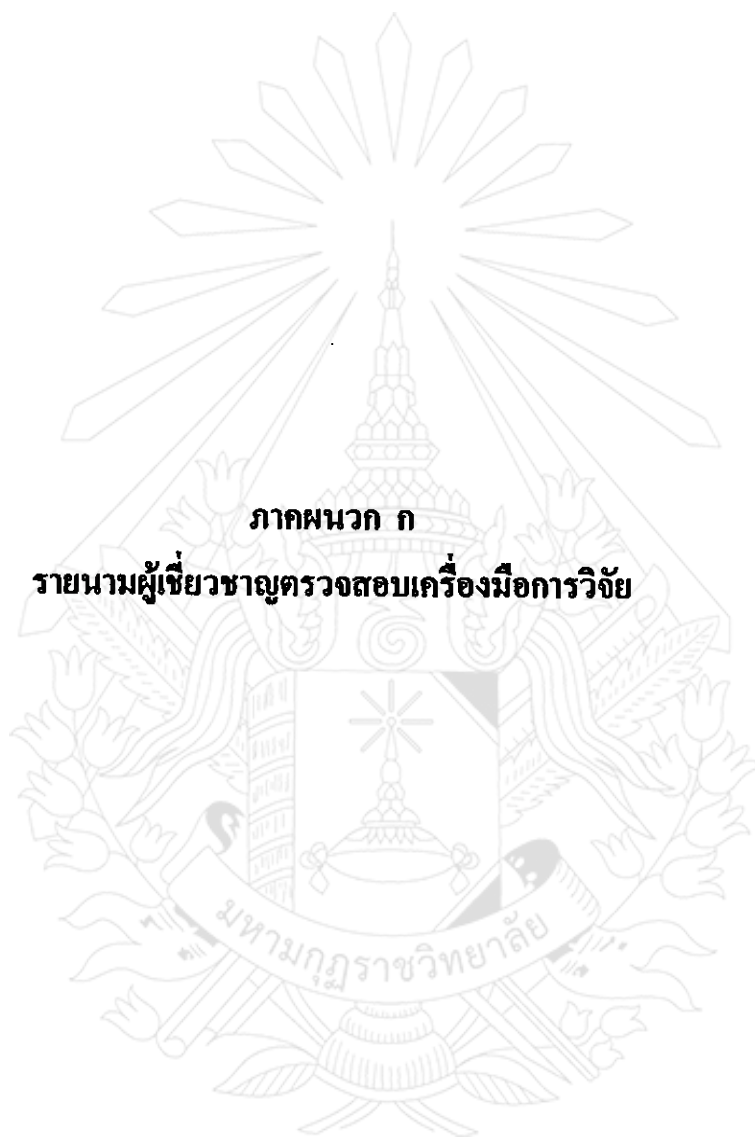 ภาคผนวก ก
รายนามผู้เชี่ยวชาญตรวจสอบเครื่องมือการวิจัย
มหามกุฏราชวิทยาลัย